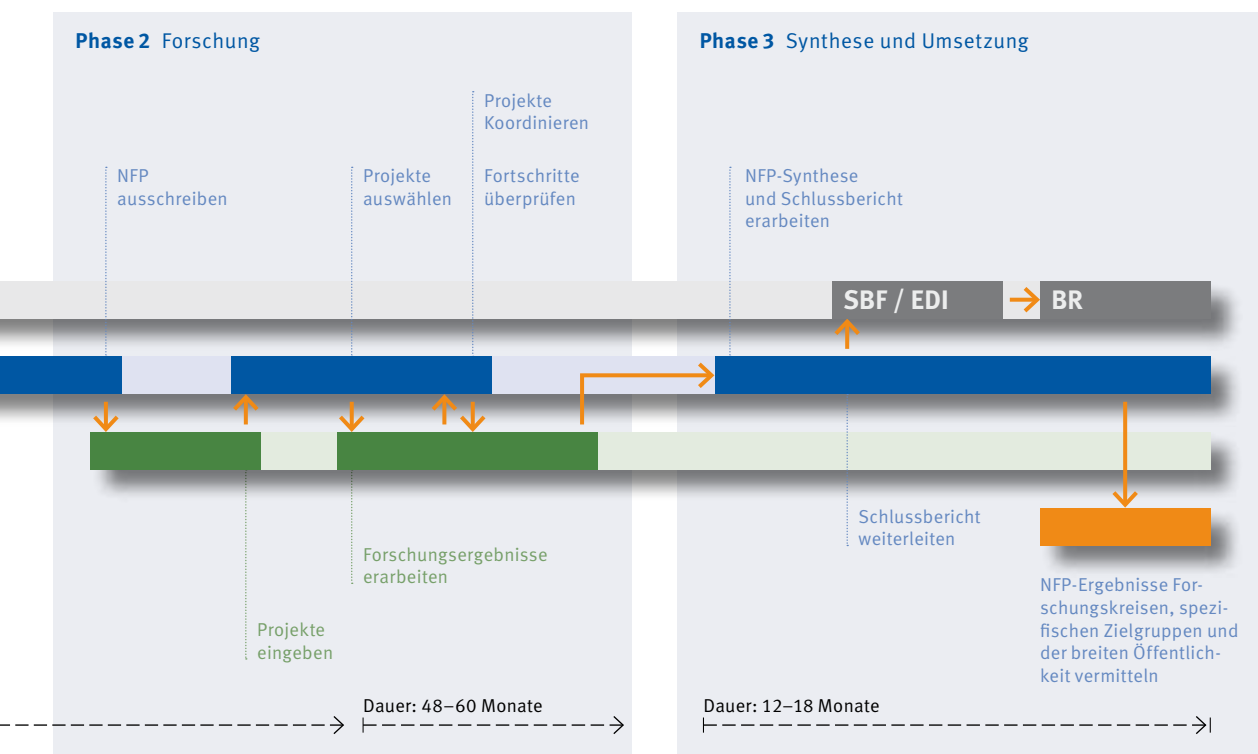 Phase 2 Forschung
Phase 3 Synthese und Umsetzung
Projekte
Koordinieren
NFP
ausschreiben
Projekte
auswählen
Fortschritte
überprüfen
NFP-Synthese
und Schlussbericht
erarbeiten
SBF / EDI
BR
Schlussbericht
weiterleiten
Forschungsergebnisse
erarbeiten
Projekte
eingeben
NFP-Ergebnisse For-
schungskreisen, spezi-
fischen Zielgruppen und
der breiten Öffentlich-
keit vermitteln
Dauer: 48–60 Monate
Dauer: 12–18 Monate